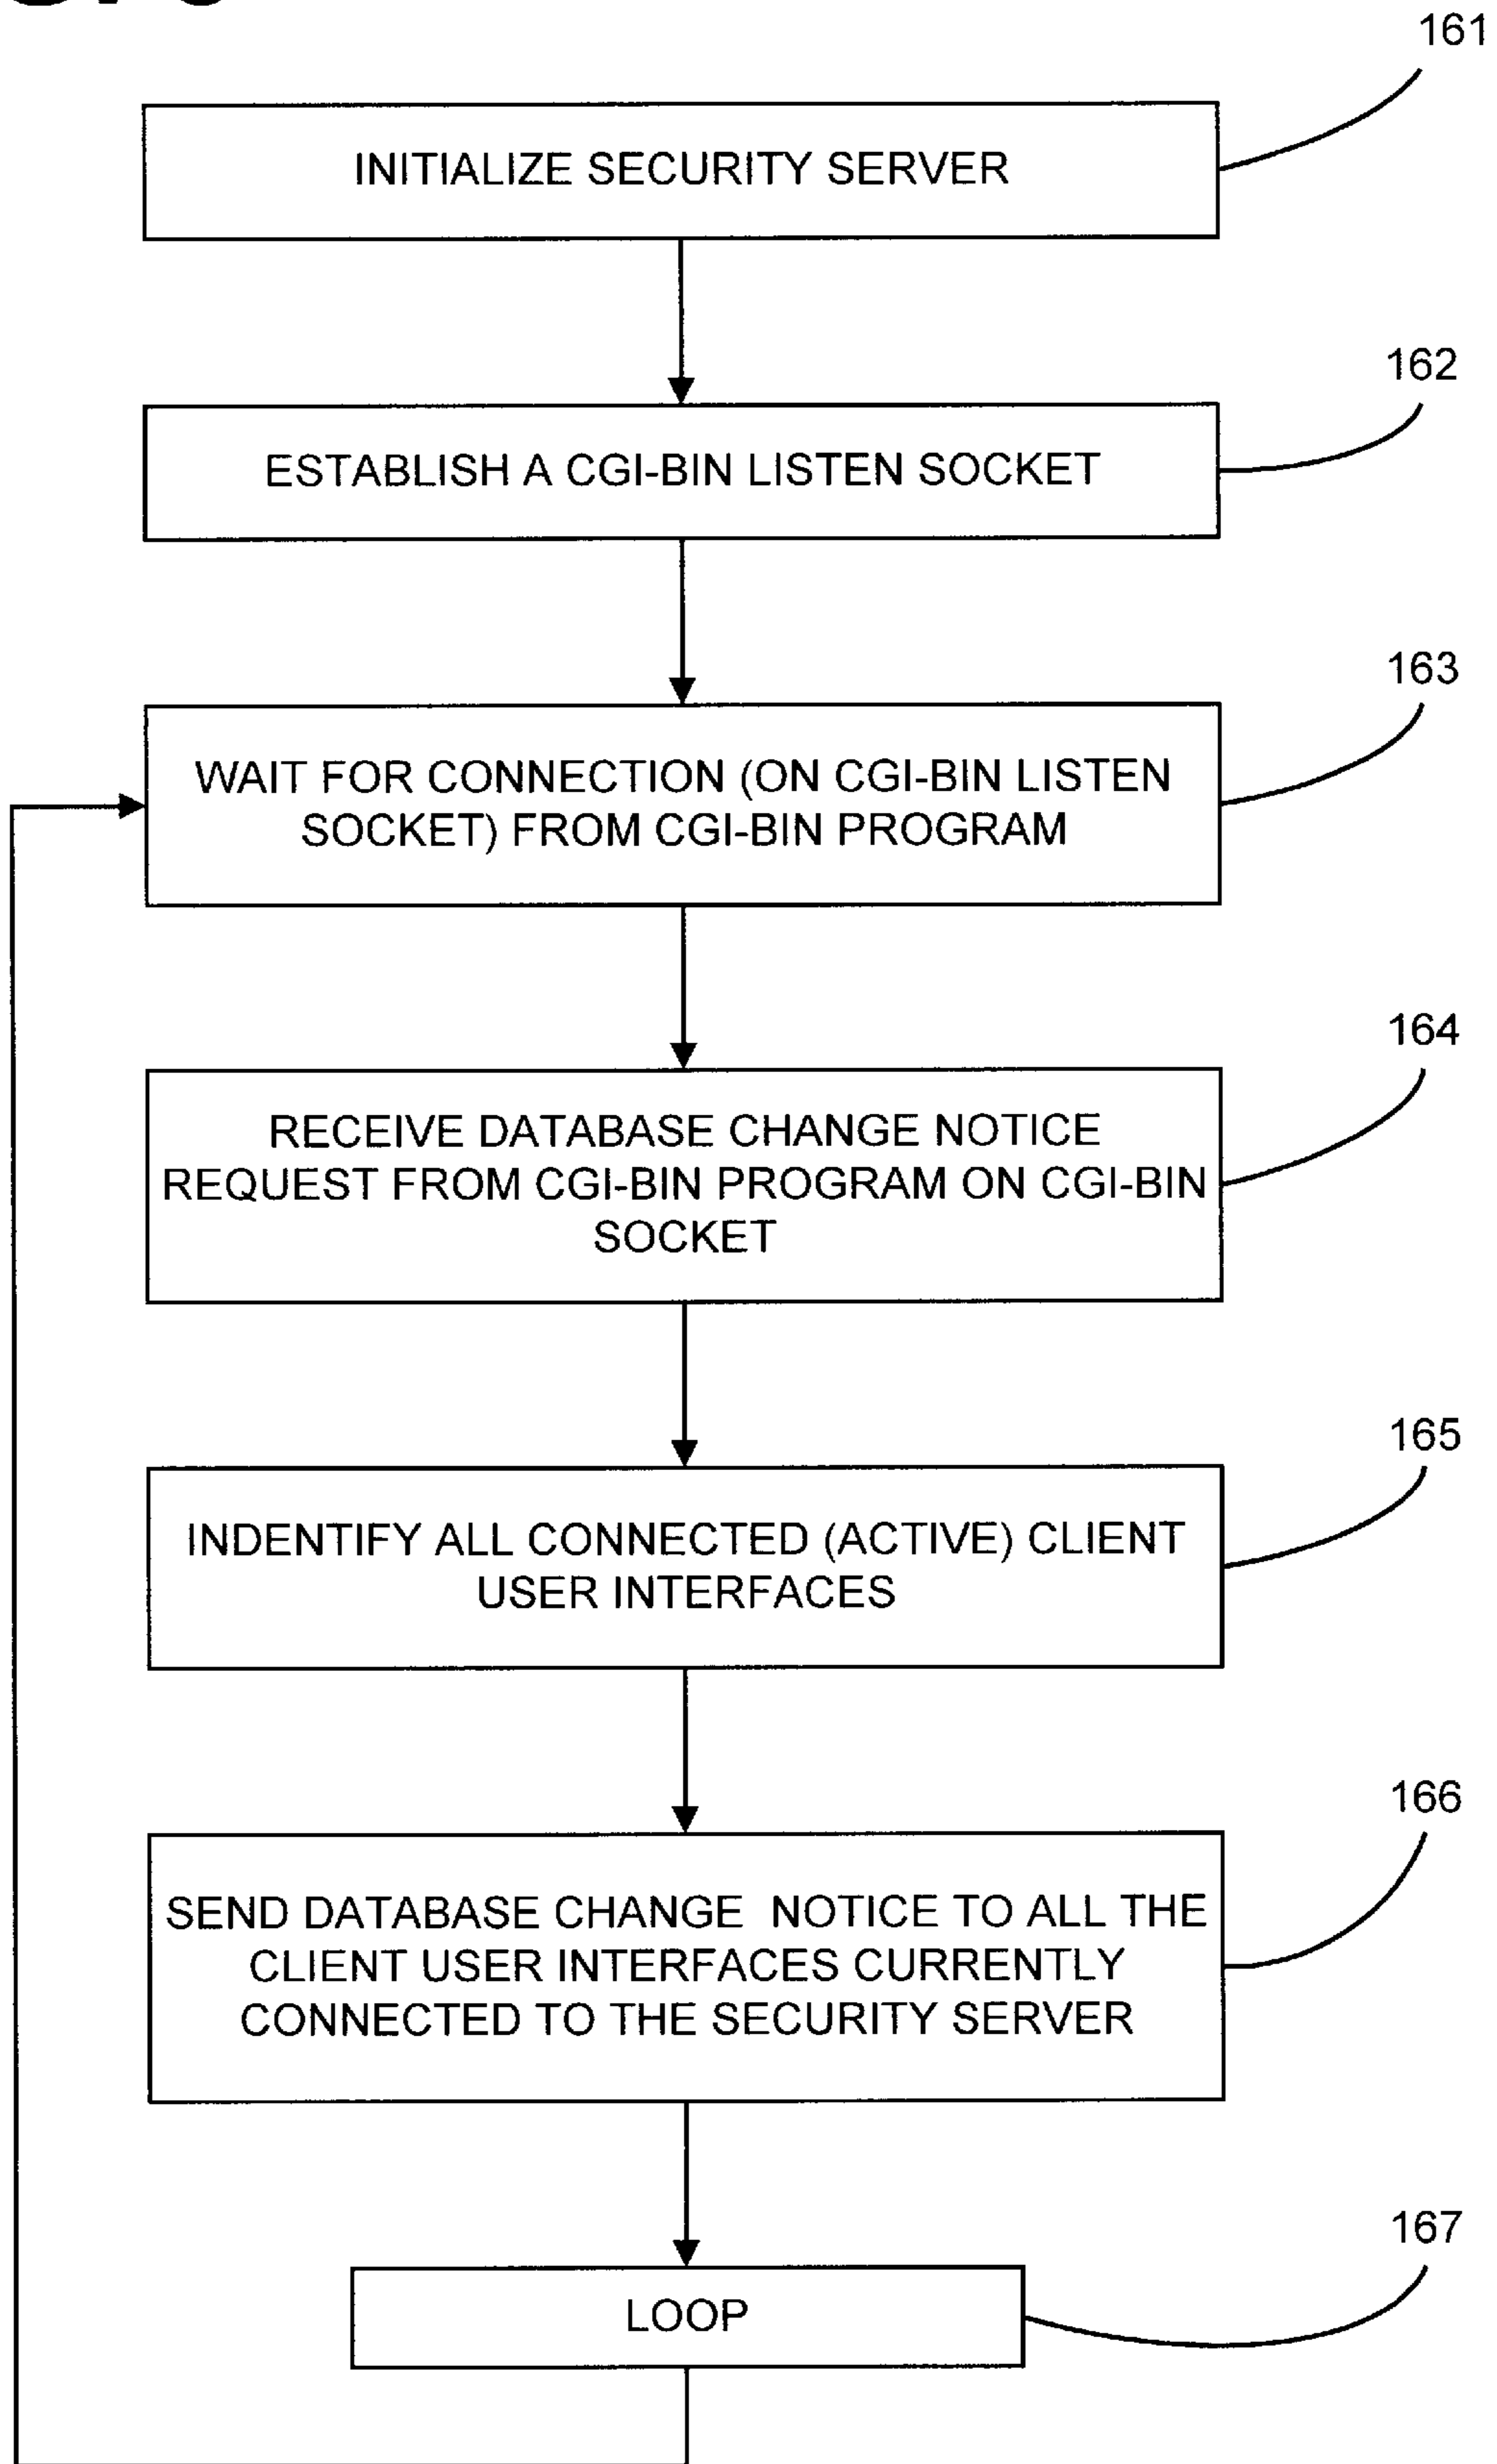 161
INITIALIZE SECURITY SERVER
162
ESTABLISH A CGI-BIN LISTEN SOCKET
163
WAIT FOR CONNECTION (ON CGI-BIN LISTEN
SOCKET) FROM CGI-BIN PROGRAM
164
RECEIVE DATABASE CHANGE NOTICE
REQUEST FROM CGI-BIN PROGRAM ON CGI-BIN
SOCKET
165
INDENTIFY ALL CONNECTED (ACTIVE) CLIENT
USER INTERFACES
166
SEND DATABASE CHANGE NOTICE TO ALL THE
CLIENT USER INTERFACES CURRENTLY
CONNECTED TO THE SECURITY SERVER
167
LOOP